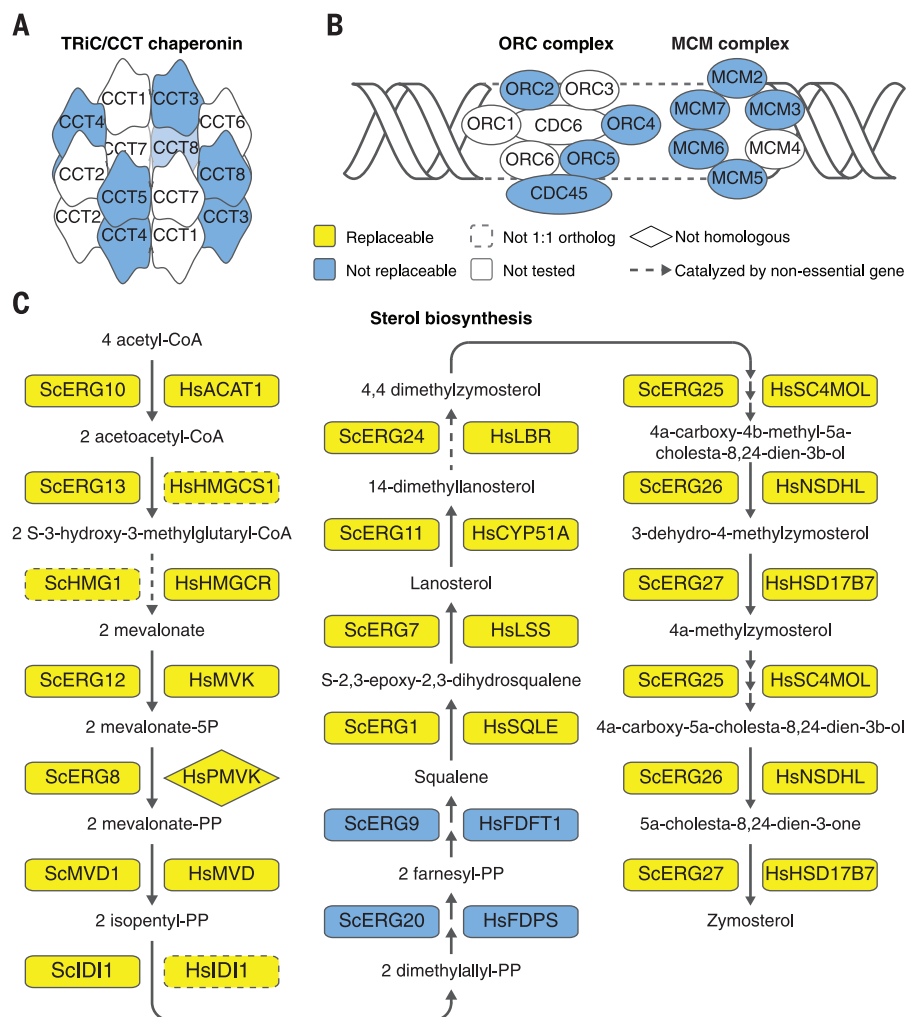 A
TRiC/CCT chaperonin
CCT1
CCT3
CCT4
CCT6
CCT7
CCT8
CCT2
CCT8
CCT5
CCT7
CCT2
CCT3
CCT4
CCT1
B
ORC complex
MCM complex
ORC2
ORC3
ORC1
CDC6
ORC4
ORC6
ORC5
CDC45
MCM2
MCM7
MCM3
MCM6
MCM4
MCM5
Replaceable
Not 1:1 ortholog
Not homologous
Not replaceable
Not tested
Catalyzed by non-essential gene
C
Sterol biosynthesis
4 acetyl-CoA
ScERG10
HsACAT1
2 acetoacetyl-CoA
ScERG13
HsHMGCS1
2 S-3-hydroxy-3-methylglutaryl-CoA
ScHMG1
HsHMGCR
2 mevalonate
ScERG12
HsMVK
2 mevalonate-5P
ScERG8
HsPMVK
2 mevalonate-PP
ScMVD1
HsMVD
2 isopentyl-PP
ScIDI1
HsIDI1
4,4 dimethylzymosterol
ScERG24
HsLBR
14-dimethyllanosterol
ScERG11
HsCYP51A
Lanosterol
ScERG7
HsLSS
S-2,3-epoxy-2,3-dihydrosqualene
ScERG1
HsSQLE
Squalene
ScERG9
HsFDFT1
2 farnesyl-PP
ScERG20
HsFDPS
2 dimethylallyl-PP
ScERG25
HsSC4MOL
4a-carboxy-4b-methyl-5a-
cholesta-8,24-dien-3b-ol
ScERG26
HsNSDHL
3-dehydro-4-methylzymosterol
ScERG27
HsHSD17B7
4a-methylzymosterol
ScERG25
HsSC4MOL
4a-carboxy-5a-cholesta-8,24-dien-3b-ol
ScERG26
HsNSDHL
5a-cholesta-8,24-dien-3-one
ScERG27
HsHSD17B7
Zymosterol